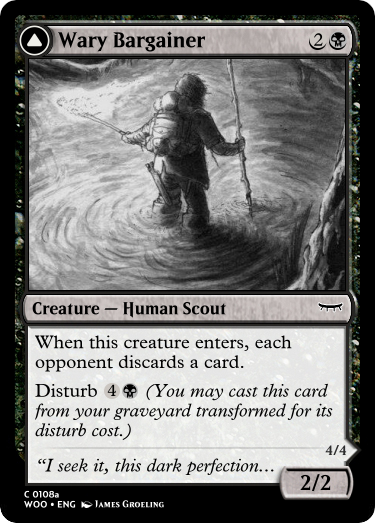 Wary Bargainer 2
Creature — Human Scout
When this creature enters, each
opponent discards a card.
Disturb 4 (You may cast this card
from your graveyard transformed for its
disturb cost.)
4/4
“I seek it, this dark perfection...
2/2
C 0108a
WOO • ENG James Groeling